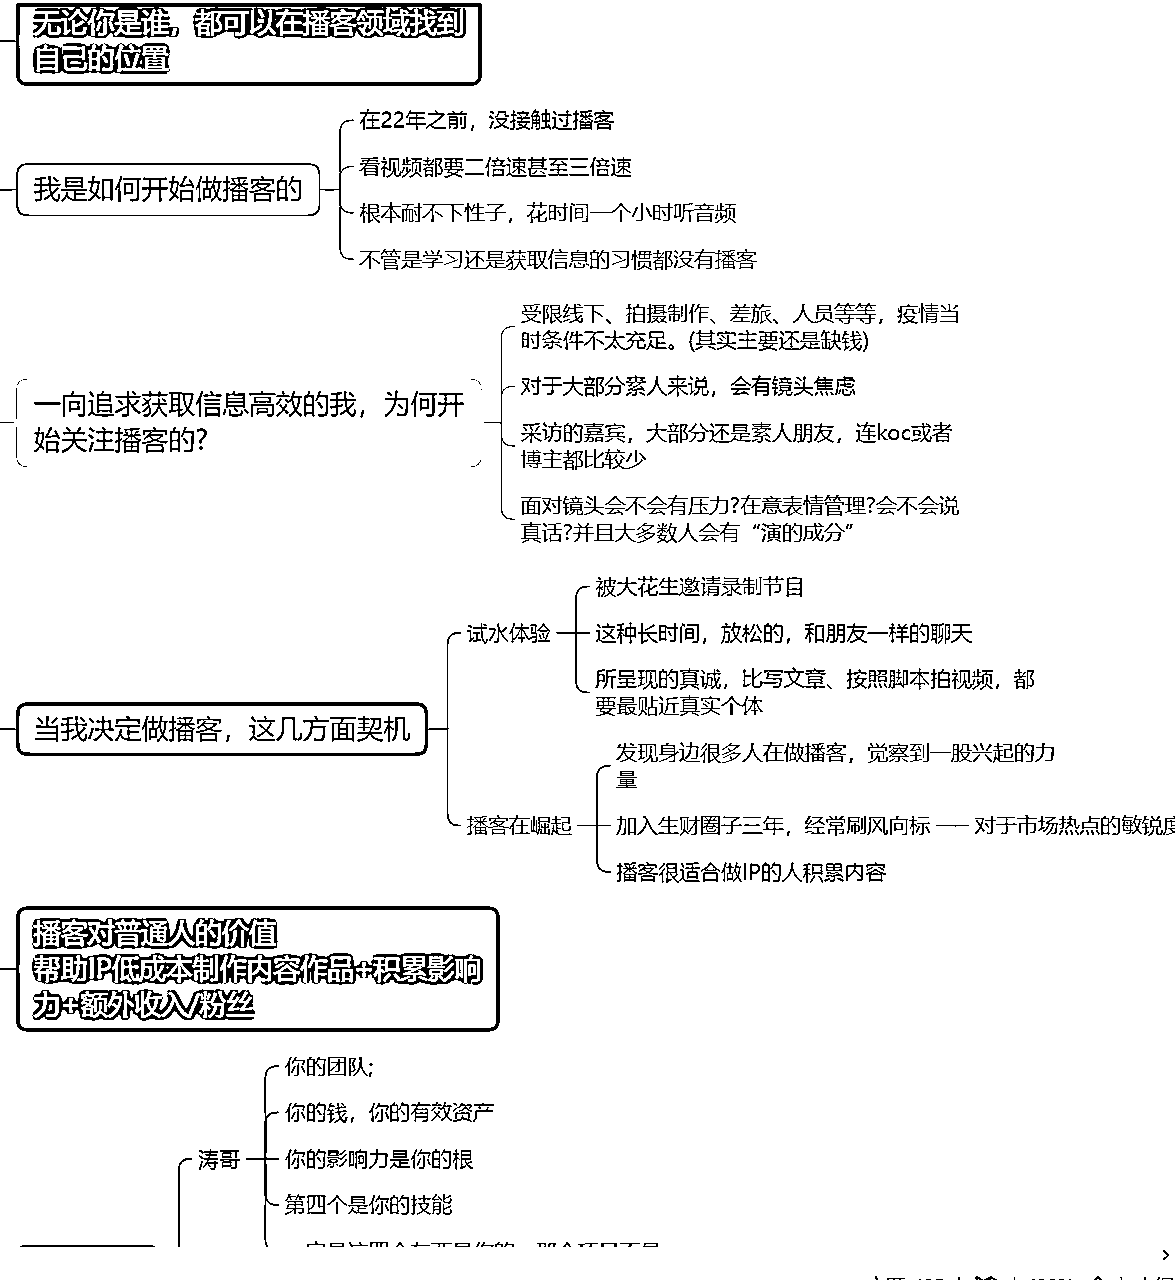 无论你是谁，都可以在播客领域找到
自己的位置
我是如何开始做播客的
在22年之前，没接触过播客
看视频都要二倍速甚至三倍速
根本耐不下性子，花时间一个小时听音频
不管是学习还是获取信息的习惯都没有播客
一向追求获取信息高效的我，为何开
始关注播客的?
受限线下、拍摄制作、差旅、人员等等，疫情当
时条件不太充足。(其实主要还是缺钱)
对于大部分素人来说，会有镜头焦虑
采访的嘉宾，大部分还是素人朋友，连koc或者
博主都比较少
面对镜头会不会有压力?在意表情管理?会不会说
真话?并且大多数人会有“演的成分”
当我决定做播客，这几方面契机
试水体验
被大花生邀请录制节目
这种长时间，放松的，和朋友一样的聊天
所呈现的真诚，比写文章、按照脚本拍视频，都
要最贴近真实个体
播客在崛起
发现身边很多人在做播客，觉察到一股兴起的力
量
加入生财圈子三年，经常刷风向标
对于市场热点的敏锐度
播客很适合做IP的人积累内容
播客对普通人的价值
帮助IP低成本制作内容作品+积累影响
力+额外收入/粉丝
涛哥
你的团队;
你的钱，你的有效资产
你的影响力是你的根
第四个是你的技能